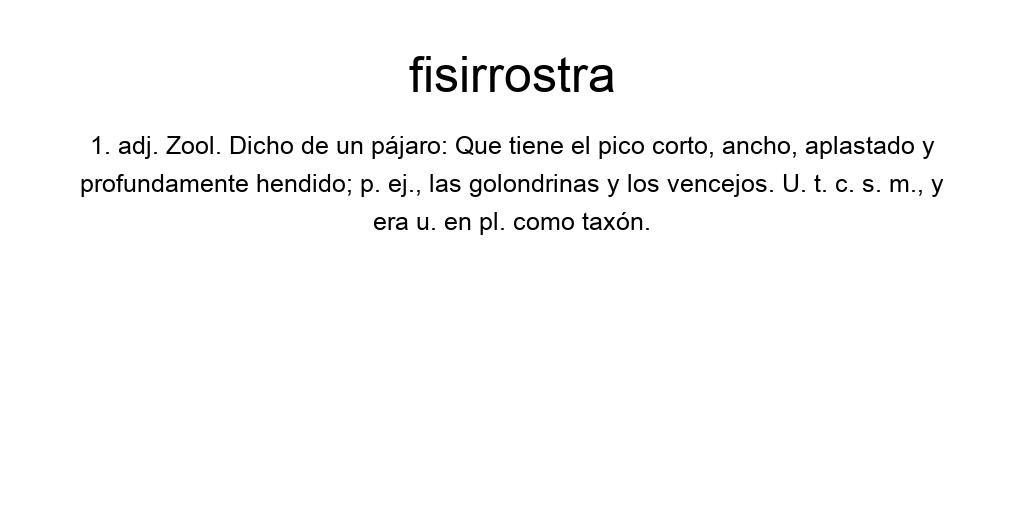 fisirrostra
1. adj. Zool. Dicho de un pájaro: Que tiene el pico corto, ancho, aplastado y
profundamente hendido; p. ej., las golondrinas y los vencejos. U. t. c. s. m., y
era u. en pl. como taxón.